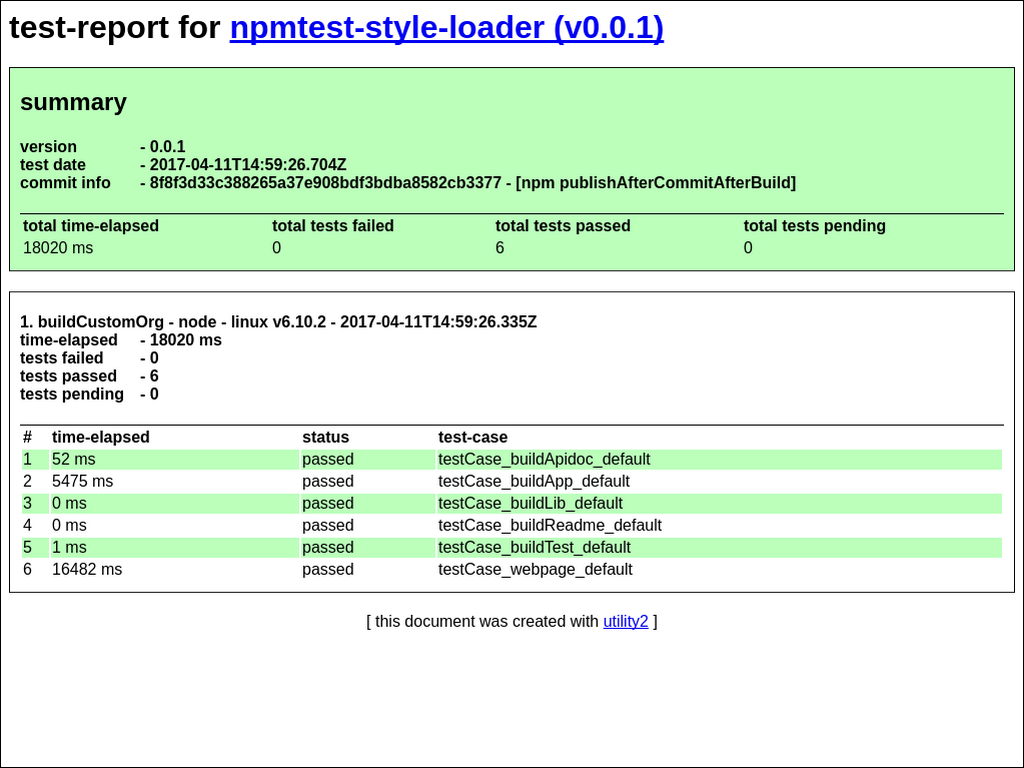 test-report for npmtest-style-loader (v0.0.1)
summary
version - 0.0.1
test date - 2017-04-11T14:59:26.704Z
commit info - 8f8f3d33c388265a37e908bdf3bdba8582cb3377 - [npm publishAfterCommitAfterBuild]
total time-elapsed total tests failed total tests passed total tests pending
18020 ms 0 6 0
1. buildCustomOrg - node - linux v6.10.2 - 2017-04-11T14:59:26.335Z
time-elapsed - 18020 ms
tests failed - 0
tests passed - 6
tests pending - 0
# time-elapsed status test-case
1 52 ms passed testCase_buildApidoc_default
2 5475 ms passed testCase_buildApp_default
3 0 ms passed testCase_buildLib_default
4 0 ms passed testCase_buildReadme_default
5 1 ms passed testCase_buildTest_default
6 16482 ms passed testCase_webpage_default
[ this document was created with utility2 ]